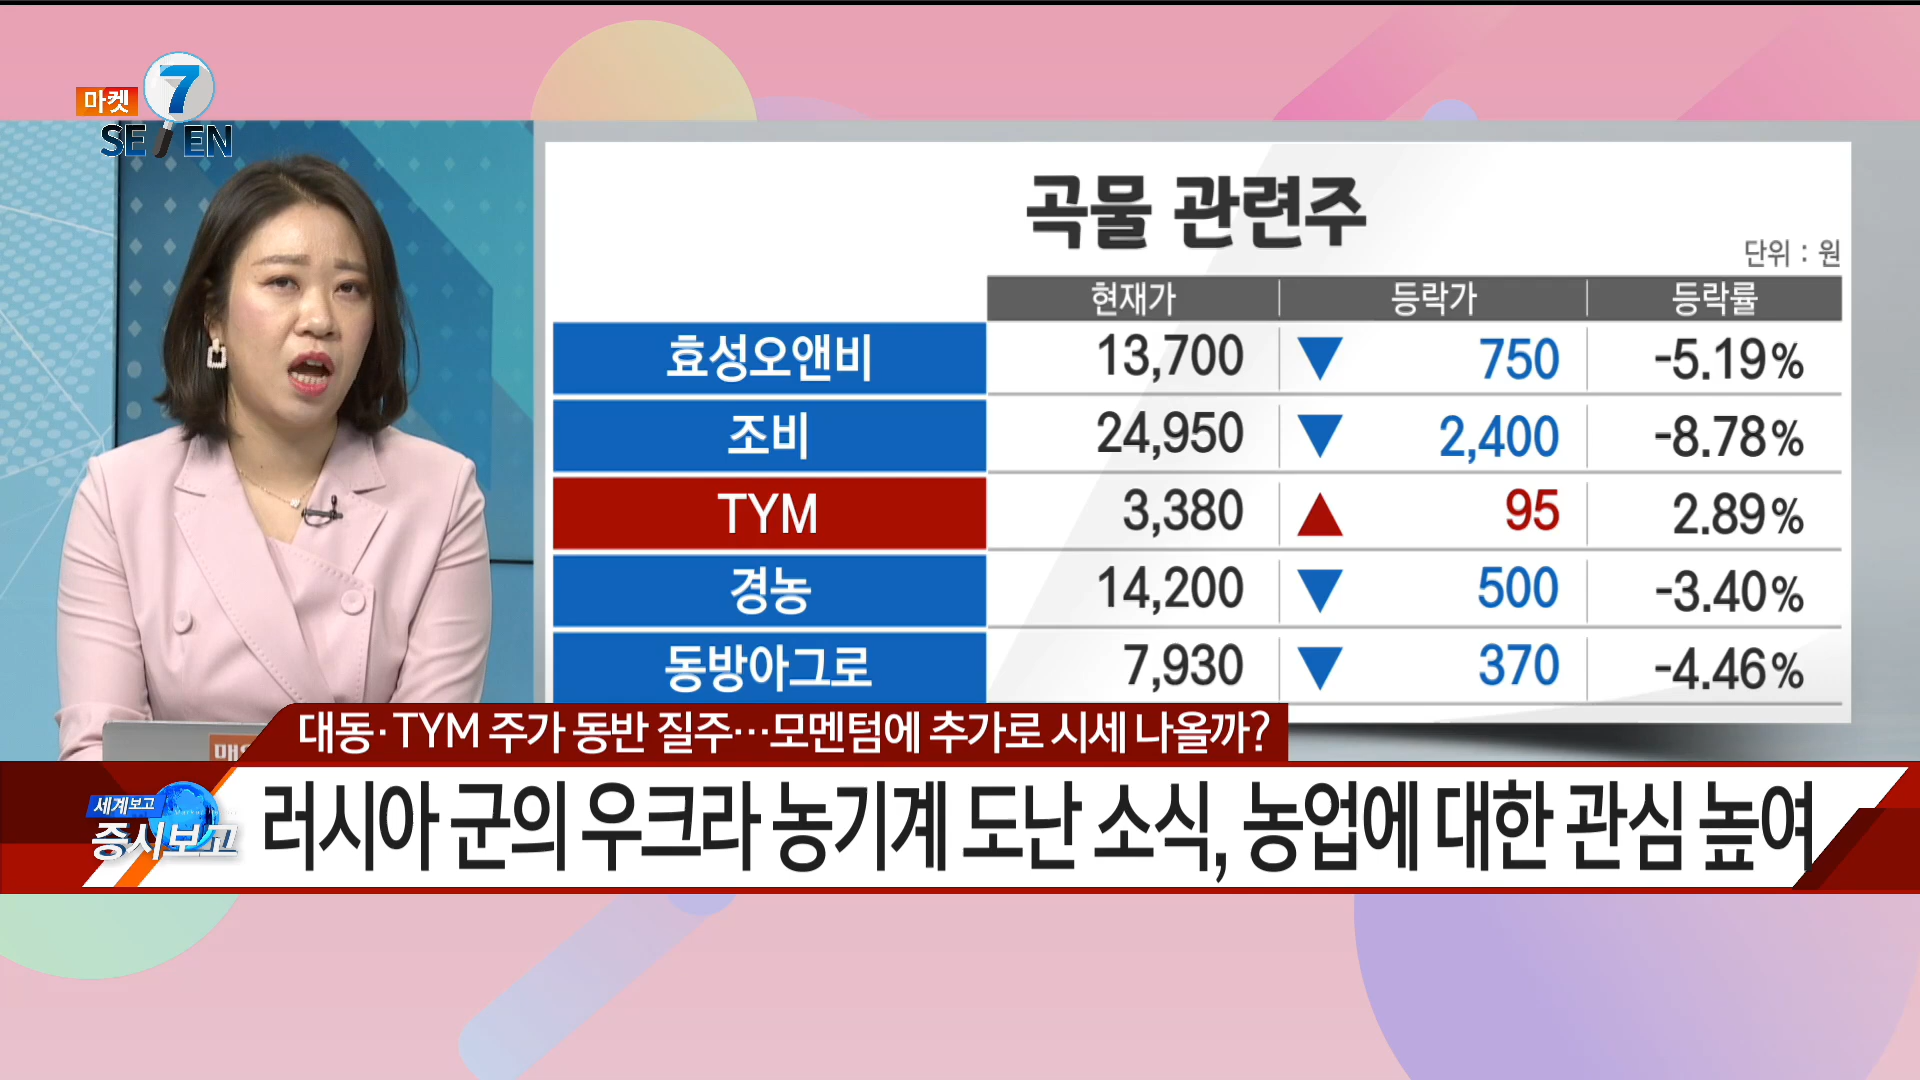 마켓 7
SEVEN
곡물 관련주
단위 : 원
현재가 등락가 등락률
효성오앤비 13,700 ▼ 750 -5.19%
조비 24,950 ▼ 2,400 -8.78%
TYM 3,380 ▲ 95 2.89%
경농 14,200 ▼ 500 -3.40%
동방아그로 7,930 ▼ 370 -4.46%
대동·TYM 주가 동반 질주…모멘텀에 추가로 시세 나올까?
세계보고
증시보고
러시아 군의 우크라 농기계 도난 소식, 농업에 대한 관심 높여